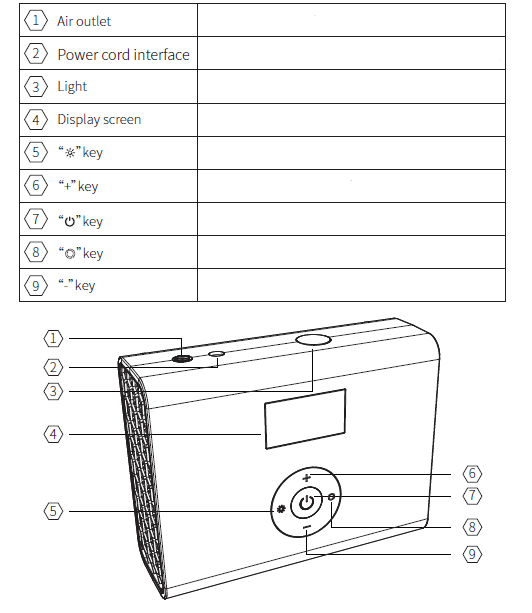 1 Air outlet
2 Power cord interface
3 Light
4 Display screen
5 “☼” key
6 “+” key
7 “⏻” key
8 “◎” key
9 “-” key
1
2
3
4
5
6
7
8
9